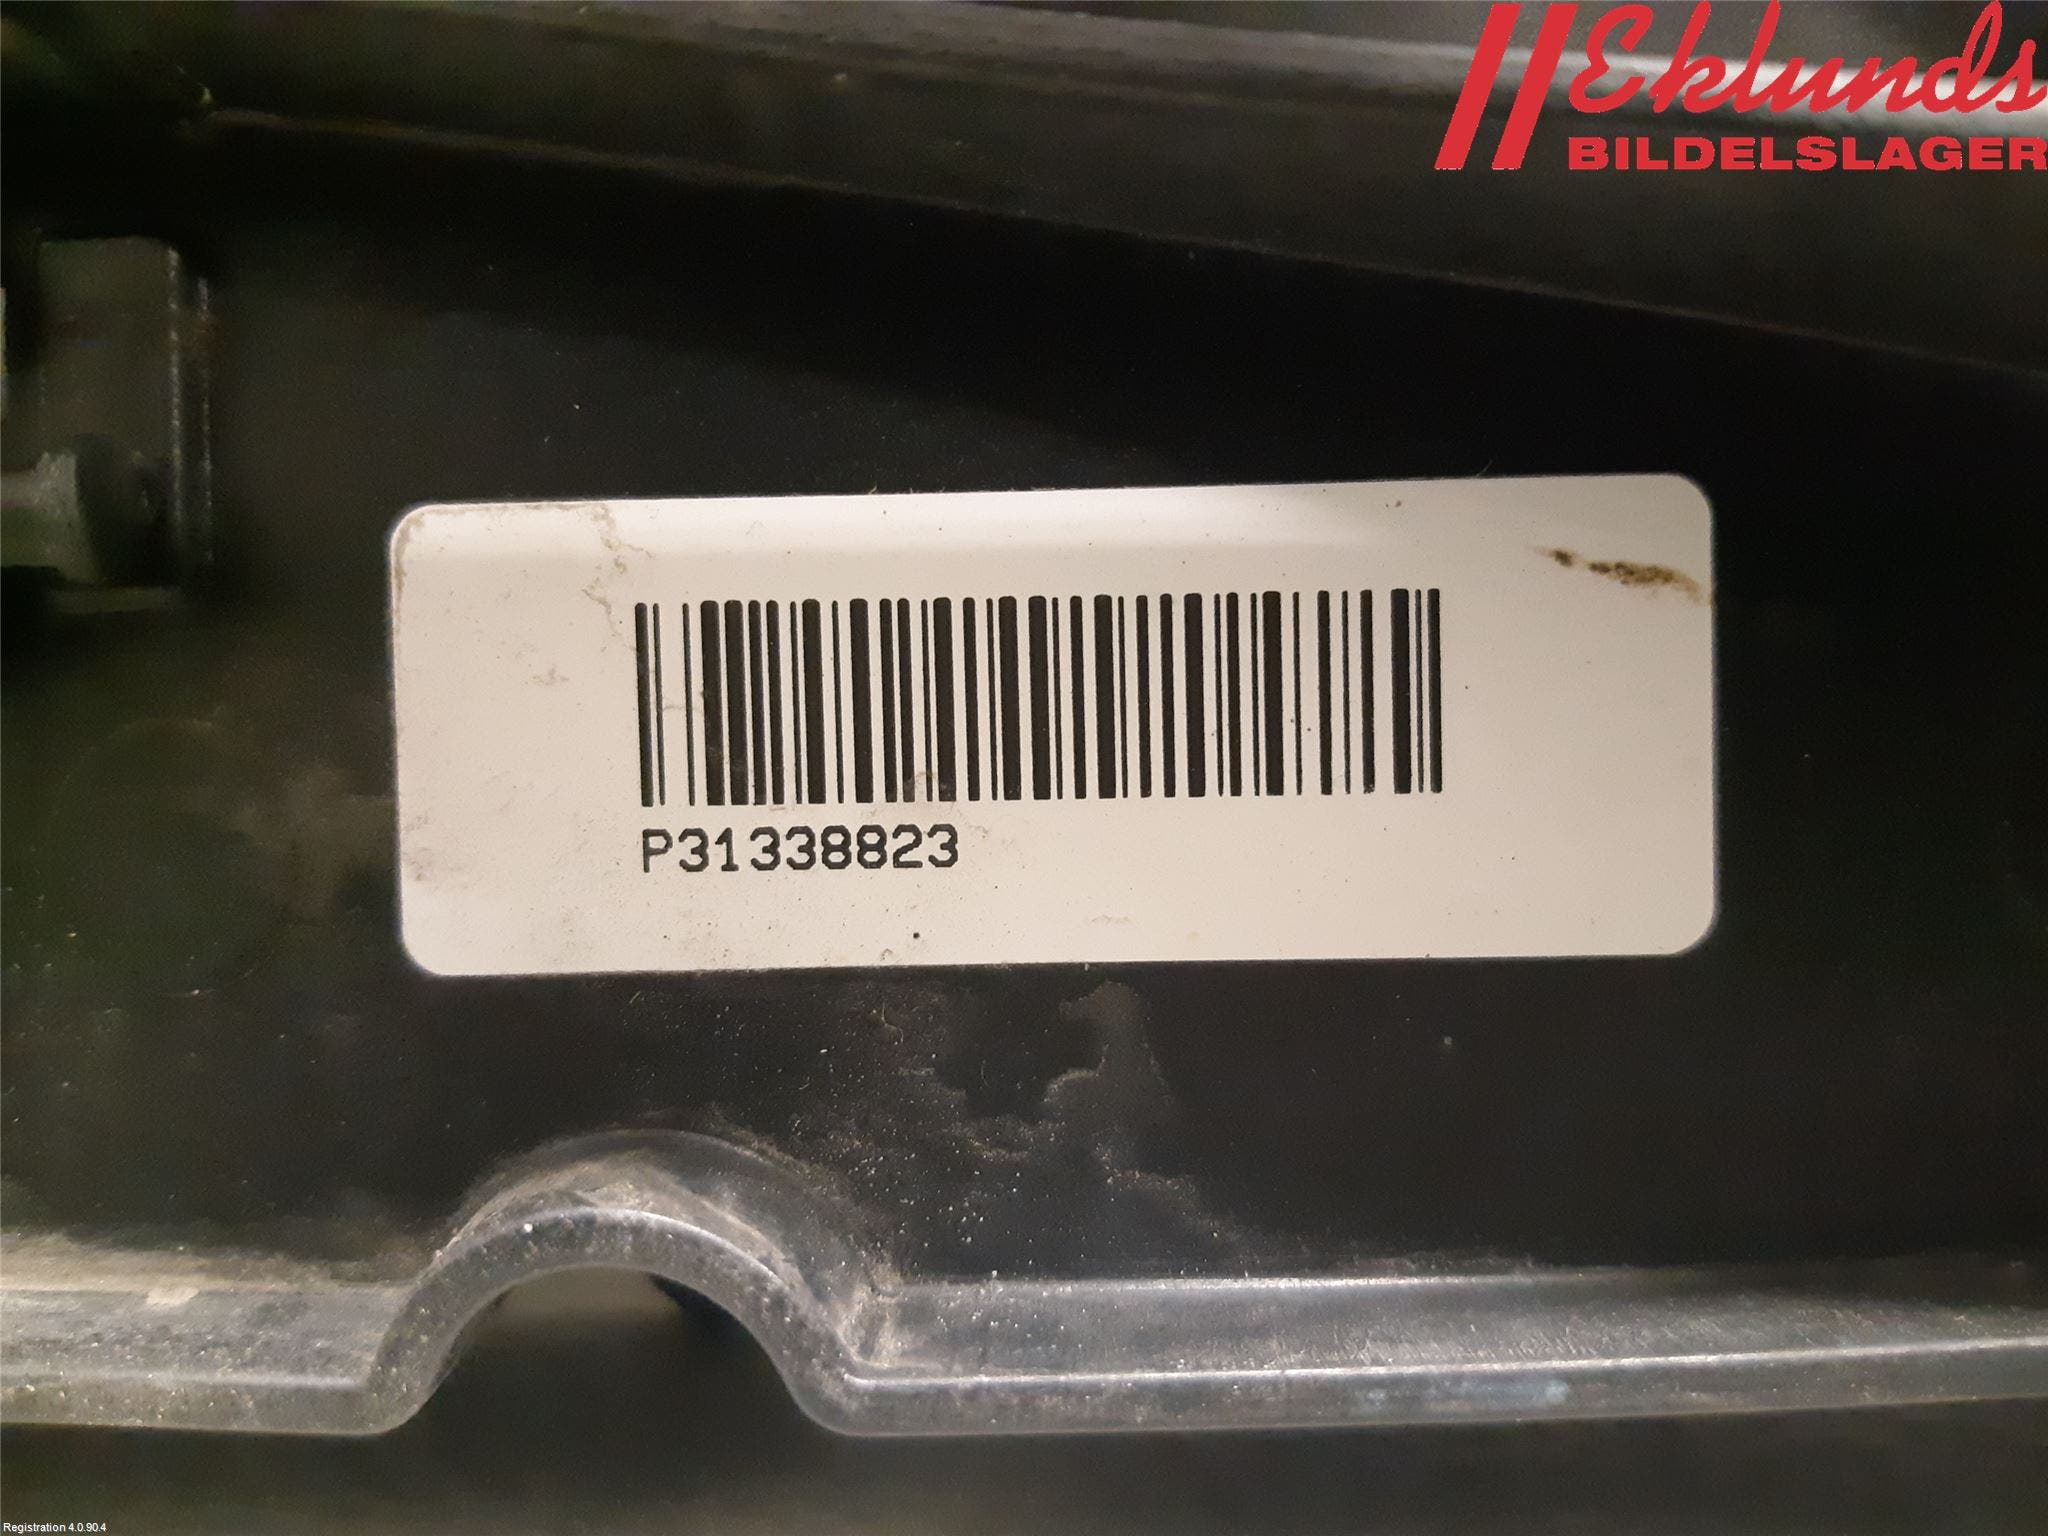 Eklunds
BILDELSLAGER
P31338823
Registration 4.0.90.4